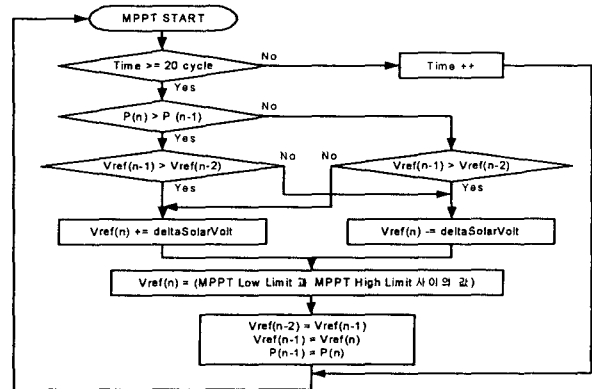 MPPT START
No
Time >= 20 cycle
Time ++
Yes
No
P(n) > P (n-1)
Yes
Vref(n-1) > Vref(n-2)
No
No
Vref(n-1) > Vref(n-2)
Yes
Yes
Vref(n) += deltaSolarVolt
Vref(n) -= deltaSolarVolt
Vref(n) = (MPPT Low Limit 과 MPPT High Limit 사이의 값)
Vref(n-2) = Vref(n-1)
Vref(n-1) = Vref(n)
P(n-1) = P(n)